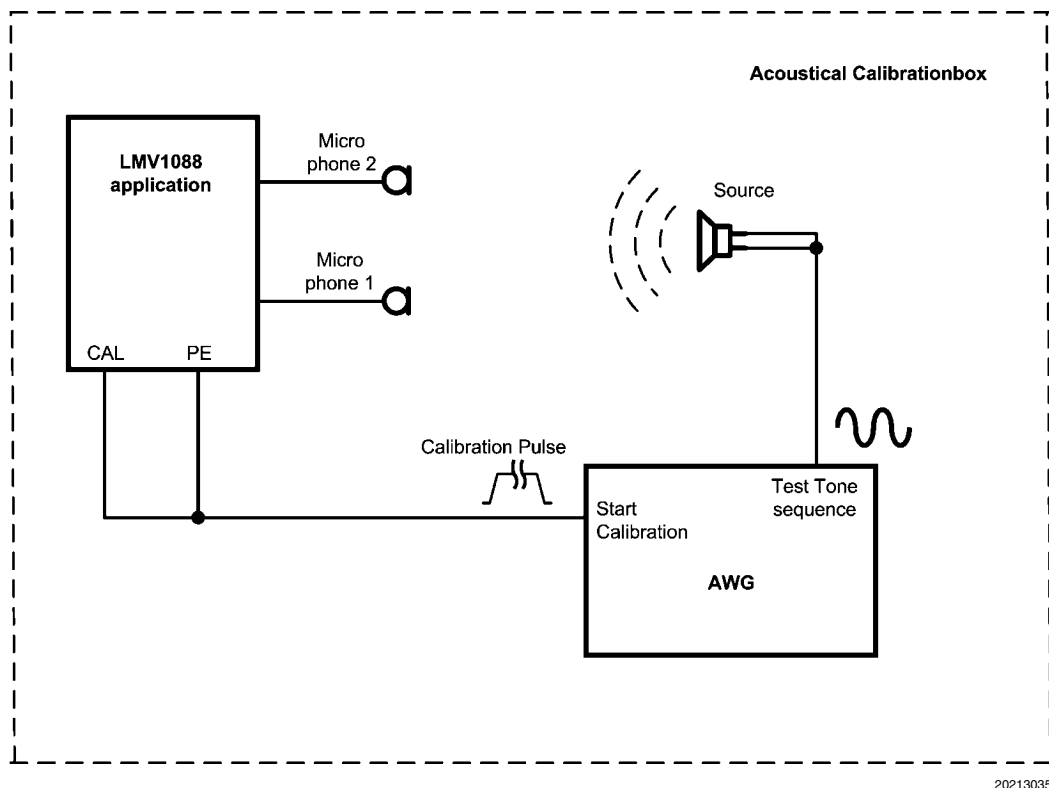 Acoustical Calibrationbox
LMV1088
application
Micro
phone 2
Micro
phone 1
Source
CAL PE
Calibration Pulse
Start
Calibration
Test Tone
sequence
AWG
20213035